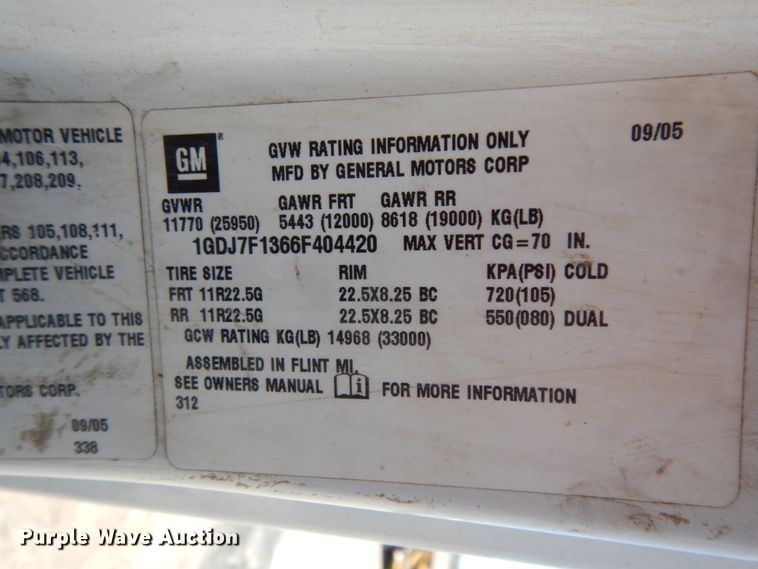 MOTOR VEHICLE
4,106,113,
7,208,209.
RS 105,108,111,
CCORDANCE
MPLETE VEHICLE
T 568.
APPLICABLE TO THIS
LY AFFECTED BY THE
TORS CORP.
09/05
338
GM®
GVW RATING INFORMATION ONLY 09/05
MFD BY GENERAL MOTORS CORP
GVWR GAWR FRT GAWR RR
11770 (25950) 5443 (12000) 8618 (19000) KG(LB)
1GDJ7F1366F404420 MAX VERT CG=70 IN.
TIRE SIZE RIM KPA(PSI) COLD
FRT 11R22.5G 22.5X8.25 BC 720(105)
RR 11R22.5G 22.5X8.25 BC 550(080) DUAL
GCW RATING KG(LB) 14968 (33000)
ASSEMBLED IN FLINT MI.
SEE OWNERS MANUAL i FOR MORE INFORMATION
312
Purple Wave Auction